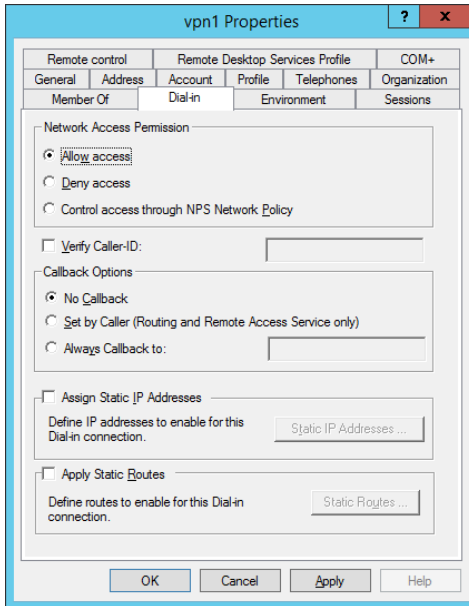 vpn1 Properties
?
x
Remote control
Remote Desktop Services Profile
COM+
General
Address
Account
Profile
Telephones
Organization
Member Of
Dial-in
Environment
Sessions
Network Access Permission
Allow access
Deny access
Control access through NPS Network Policy
Verify Caller-ID:
Callback Options
No Callback
Set by Caller (Routing and Remote Access Service only)
Always Callback to:
Assign Static IP Addresses
Define IP addresses to enable for this
Dial-in connection.
Static IP Addresses ...
Apply Static Routes
Define routes to enable for this Dial-in
connection.
Static Routes ...
OK
Cancel
Apply
Help